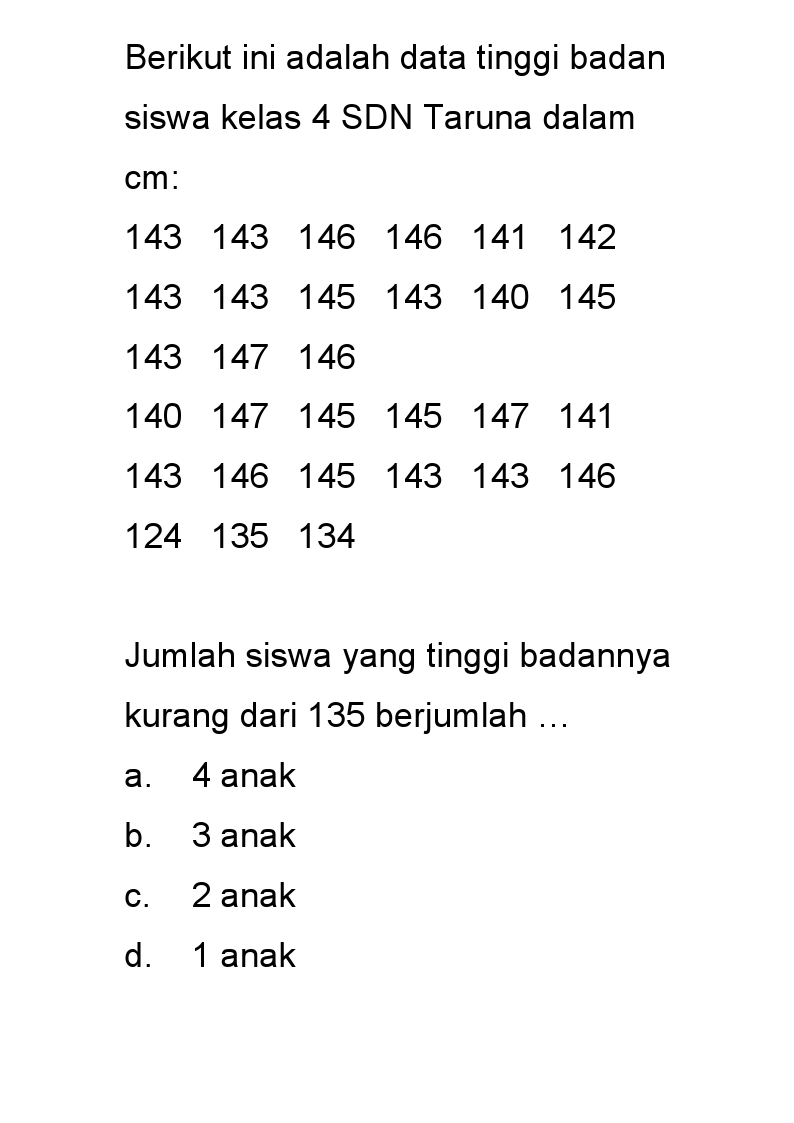 Berikut ini adalah data tinggi badan
siswa kelas 4 SDN Taruna dalam
cm:
143 143 146 146 141 142
143 143 145 143 140 145
143 147 146
140 147 145 145 147 141
143 146 145 143 143 146
124 135 134
Jumlah siswa yang tinggi badannya
kurang dari 135 berjumlah …
a. 4 anak
b. 3 anak
c. 2 anak
d. 1 anak